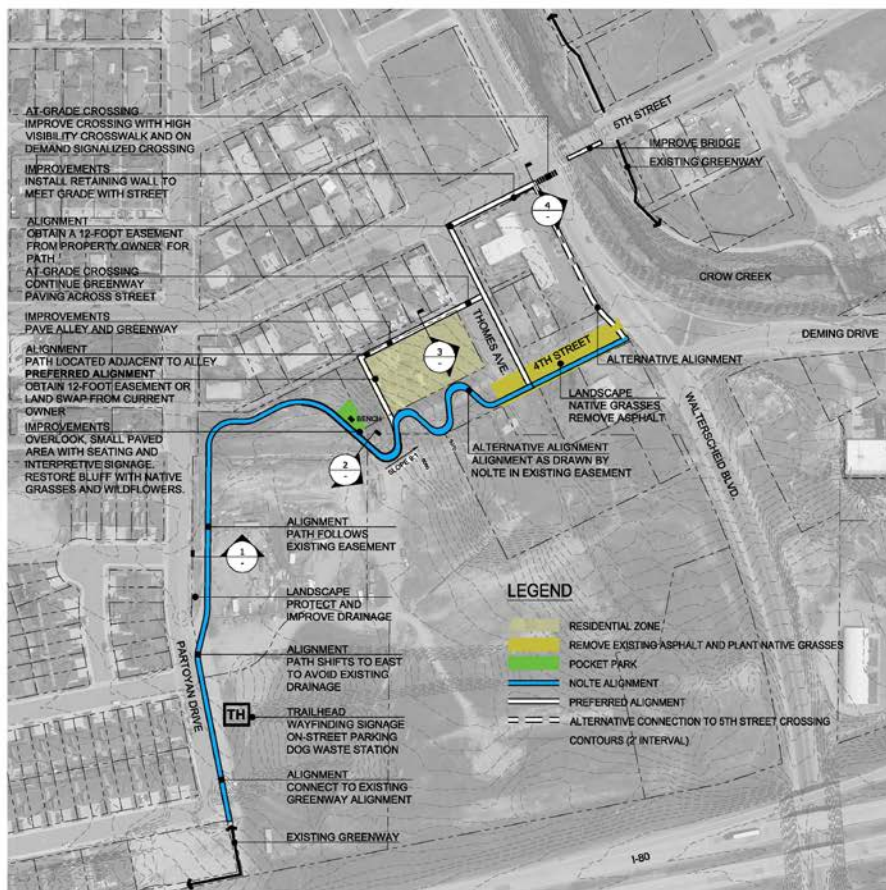 AT-GRADE CROSSING
IMPROVE CROSSING WITH HIGH
VISIBILITY CROSSWALK AND ON
DEMAND SIGNALIZED CROSSING
5TH STREET
IMPROVE BRIDGE
EXISTING GREENWAY
IMPROVEMENTS
INSTALL RETAINING WALL TO
MEET GRADE WITH STREET
4
-
ALIGNMENT
OBTAIN A 12-FOOT EASEMENT
FROM PROPERTY OWNER FOR
PATH
AT-GRADE CROSSING
CONTINUE GREENWAY
PAVING ACROSS STREET
CROW CREEK
IMPROVEMENTS
PAVE ALLEY AND GREENWAY
THOMES AVE.
DEMING DRIVE
3
-
4TH STREET
ALTERNATIVE ALIGNMENT
ALIGNMENT
PATH LOCATED ADJACENT TO ALLEY
PREFERRED ALIGNMENT
OBTAIN 12-FOOT EASEMENT OR
LAND SWAP FROM CURRENT
OWNER
LANDSCAPE
NATIVE GRASSES
REMOVE ASPHALT
BENCH
IMPROVEMENTS
OVERLOOK, SMALL PAVED
AREA WITH SEATING AND
INTERPRETIVE SIGNAGE.
RESTORE BLUFF WITH NATIVE
GRASSES AND WILDFLOWERS.
2
-
ALTERNATIVE ALIGNMENT
ALIGNMENT AS DRAWN BY
NOLTE IN EXISTING EASEMENT
WALTERSCHEID BLVD.
ALIGNMENT
PATH FOLLOWS
EXISTING EASEMENT
1
-
LANDSCAPE
PROTECT AND
IMPROVE DRAINAGE
PARTOYAN DRIVE
ALIGNMENT
PATH SHIFTS TO EAST
TO AVOID EXISTING
DRAINAGE
TH
TRAILHEAD
WAYFINDING SIGNAGE
ON-STREET PARKING
DOG WASTE STATION
ALIGNMENT
CONNECT TO EXISTING
GREENWAY ALIGNMENT
EXISTING GREENWAY
LEGEND
RESIDENTIAL ZONE
REMOVE EXISTING ASPHALT AND PLANT NATIVE GRASSES
POCKET PARK
NOLTE ALIGNMENT
PREFERRED ALIGNMENT
ALTERNATIVE CONNECTION TO 5TH STREET CROSSING
CONTOURS (2' INTERVAL)
I-80